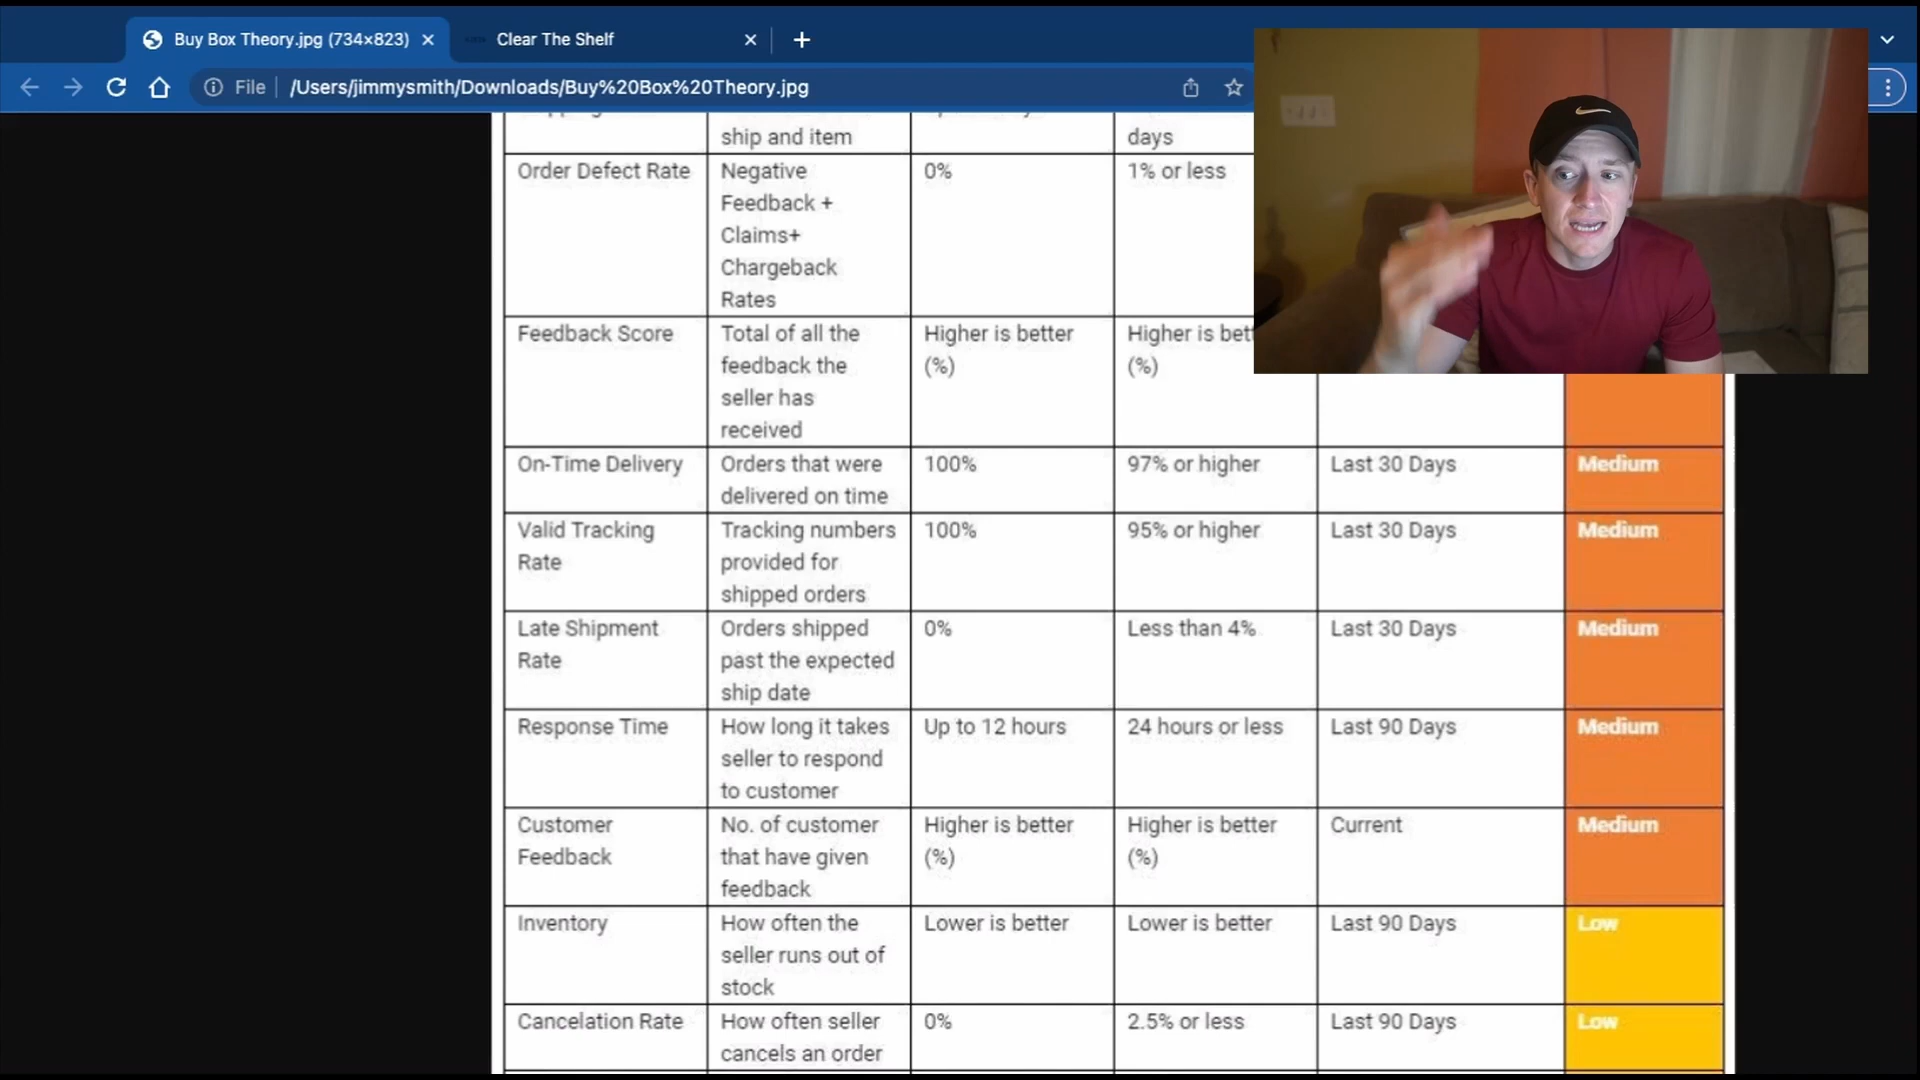 Buy Box Theory.jpg (734×823)
Clear The Shelf
File
/Users/jimmysmith/Downloads/Buy%20Box%20Theory.jpg
ship and item
days
Order Defect Rate
Negative
Feedback +
Claims+
Chargeback
Rates
0%
1% or less
Feedback Score
Total of all the
feedback the
seller has
received
Higher is better
(%)
Higher is
(%)
On-Time Delivery
Orders that were
delivered on time
100%
97% or higher
Last 30 Days
Medium
Valid Tracking
Rate
Tracking numbers
provided for
shipped orders
100%
95% or higher
Last 30 Days
Medium
Late Shipment
Rate
Orders shipped
past the expected
ship date
0%
Less than 4%
Last 30 Days
Medium
Response Time
How long it takes
seller to respond
to customer
Up to 12 hours
24 hours or less
Last 90 Days
Medium
Customer
Feedback
No. of customer
that have given
feedback
Higher is better
(%)
Higher is better
(%)
Current
Medium
Inventory
How often the
seller runs out of
stock
Lower is better
Lower is better
Last 90 Days
Low
Cancelation Rate
How often seller
cancels an order
0%
2.5% or less
Last 90 Days
Low